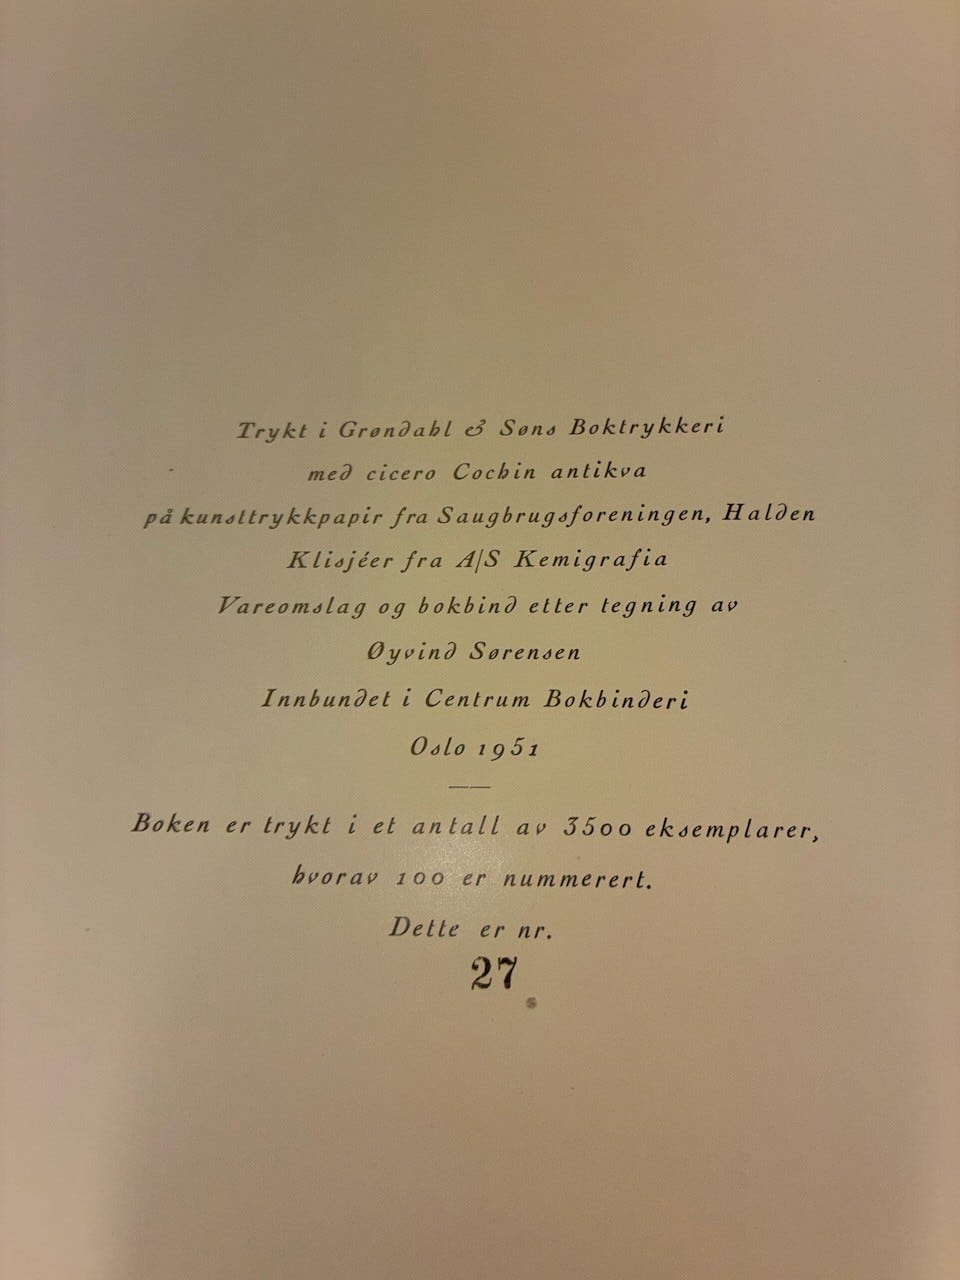 Trykt i Grøndahl & Søns Boktrykkeri
med cicero Cochin antikva
på kunsttrykkpapir fra Saugbrugsforeningen, Halden
Klisjéer fra A/S Kemigrafia
Vareomslag og bokbind etter tegning av
Øyvind Sørensen
Innbundet i Centrum Bokbinderi
Oslo 1951
Boken er trykt i et antall av 3500 eksemplarer,
hvorav 100 er nummerert.
Dette er nr.
27